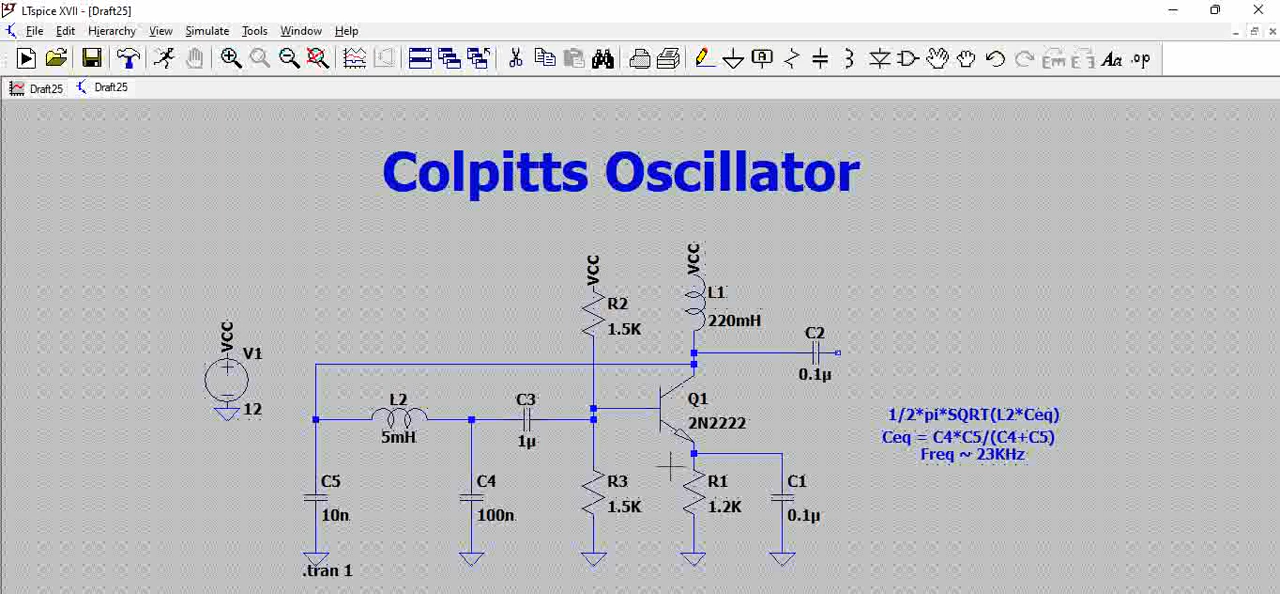 LTspice XVII - [Draft25]
File Edit Hierarchy View Simulate Tools Window Help
Aa .op
Draft25 Draft25
Colpitts Oscillator
VCC
V1
12
VCC
R2
1.5K
VCC
L1
220mH
C2
0.1µ
L2
5mH
C3
1µ
Q1
2N2222
1/2*pi*SQRT(L2*Ceq)
Ceq = C4*C5/(C4+C5)
Freq ~ 23KHz
C5
10n
C4
100n
R3
1.5K
R1
1.2K
C1
0.1µ
.tran 1